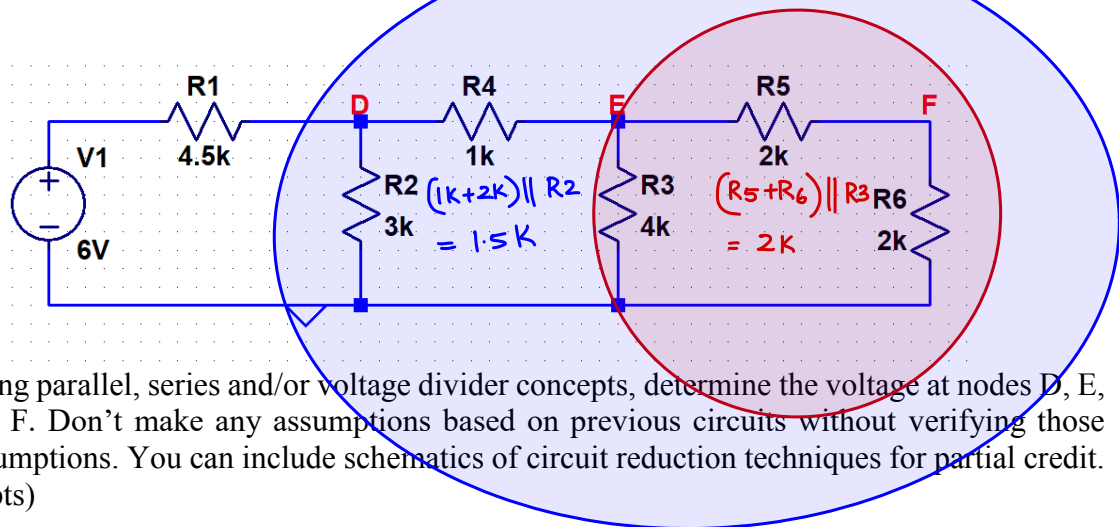 R1 D R4 E R5 F
V1 4.5k 1k 2k
+ R2 (1K+2K) || R2 R3 (R5+R6) || R3 R6
− 3k = 1.5K 4k = 2K 2k
6V
ng parallel, series and/or voltage divider concepts, determine the voltage at nodes D, E,
F. Don’t make any assumptions based on previous circuits without verifying those
umptions. You can include schematics of circuit reduction techniques for partial credit.
ots)